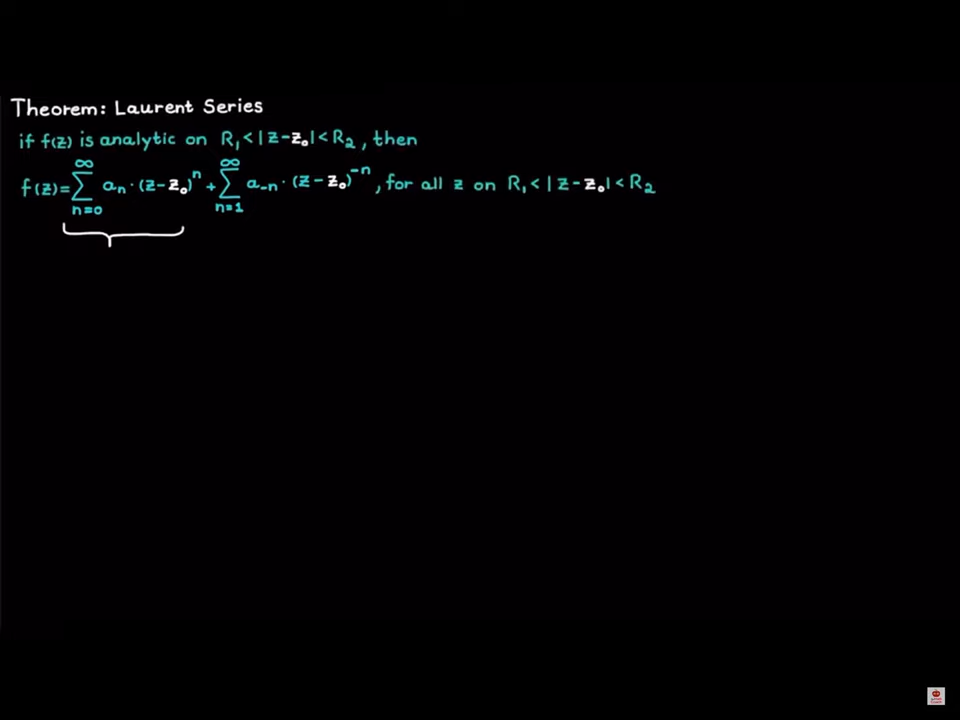 Theorem: Laurent Series
if f(z) is analytic on R₁ < |z-z₀| < R₂, then
f(z) = ∑_{n=0}^{∞} aₙ · (z-z₀)ⁿ + ∑_{n=1}^{∞} a₋ₙ · (z-z₀)⁻ⁿ, for all z on R₁ < |z-z₀| < R₂